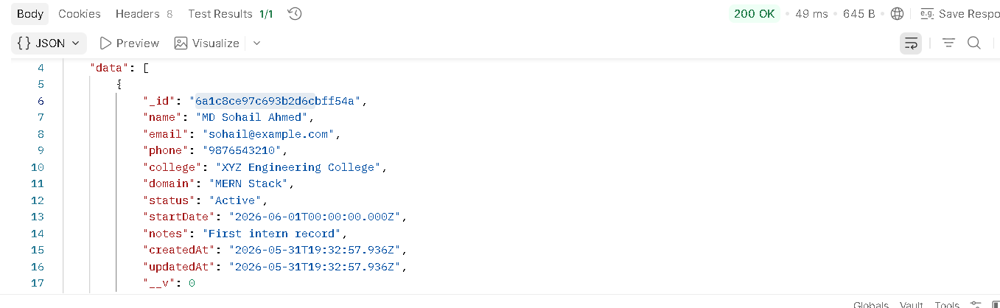 Body Cookies Headers 8 Test Results 1/1 200 OK • 49 ms • 645 B • e.g. Save Respo
{} JSON Preview Visualize
4 "data": [
5 {
6 "_id": "6a1c8ce97c693b2d6cbff54a",
7 "name": "MD Sohail Ahmed",
8 "email": "sohail@example.com",
9 "phone": "9876543210",
10 "college": "XYZ Engineering College",
11 "domain": "MERN Stack",
12 "status": "Active",
13 "startDate": "2026-06-01T00:00:00.000Z",
14 "notes": "First intern record",
15 "createdAt": "2026-05-31T19:32:57.936Z",
16 "updatedAt": "2026-05-31T19:32:57.936Z",
17 "__v": 0
Globals Vault Tools